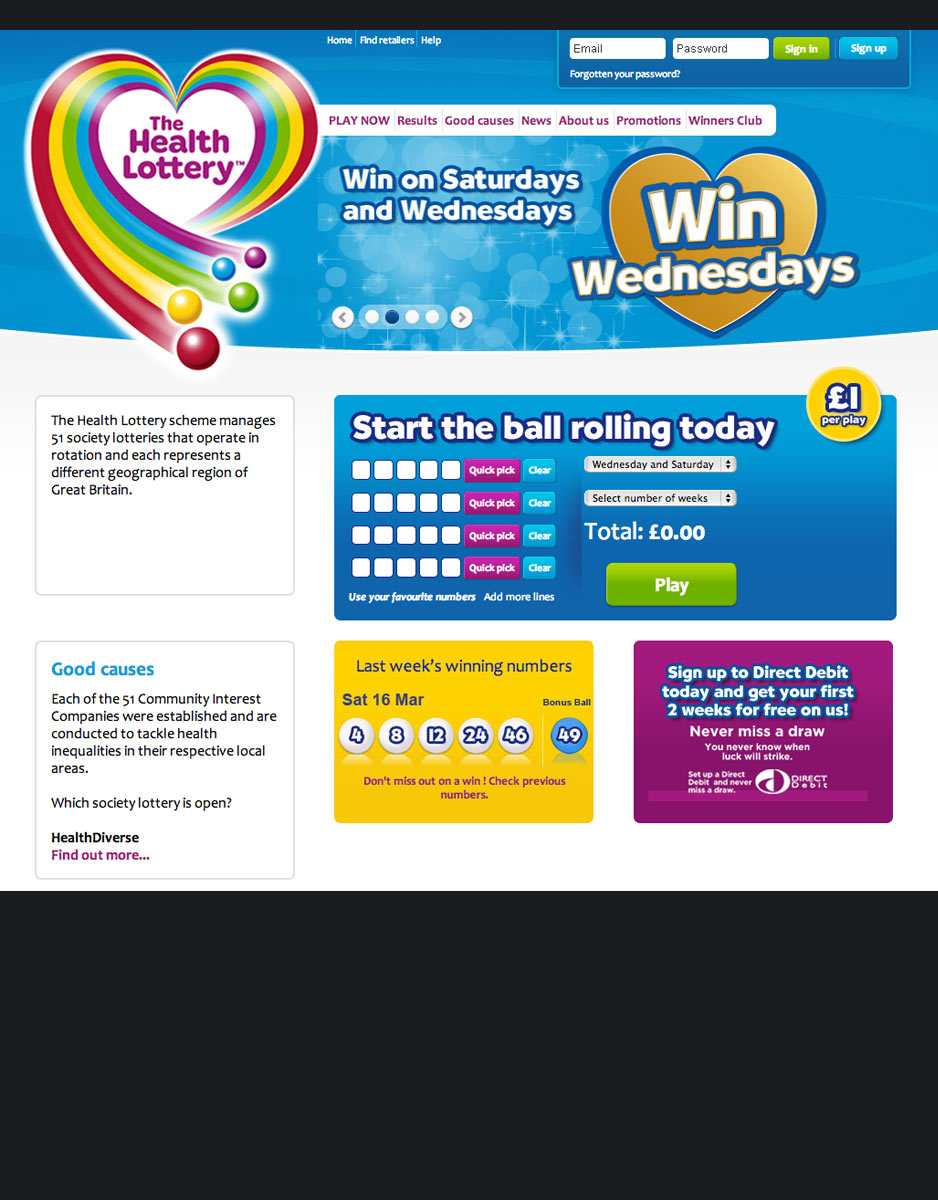 Home Find retailers Help
Email Password Sign in Sign up
Forgotten your password?
The
Health
Lottery™
PLAY NOW Results Good causes News About us Promotions Winners Club
Win on Saturdays
and Wednesdays
Win
Wednesdays
The Health Lottery scheme manages
51 society lotteries that operate in
rotation and each represents a
different geographical region of
Great Britain.
£1
per play
Start the ball rolling today
Quick pick Clear
Quick pick Clear
Quick pick Clear
Quick pick Clear
Use your favourite numbers Add more lines
Wednesday and Saturday
Select number of weeks
Total: £0.00
Play
Good causes
Each of the 51 Community Interest
Companies were established and are
conducted to tackle health
inequalities in their respective local
areas.
Which society lottery is open?
HealthDiverse
Find out more...
Last week's winning numbers
Sat 16 Mar
Bonus Ball
4 8 12 24 46 49
Don't miss out on a win ! Check previous
numbers.
Sign up to Direct Debit
today and get your first
2 weeks for free on us!
Never miss a draw
You never know when
luck will strike.
Set up a Direct
Debit and never
miss a draw.
DIRECT
Debit